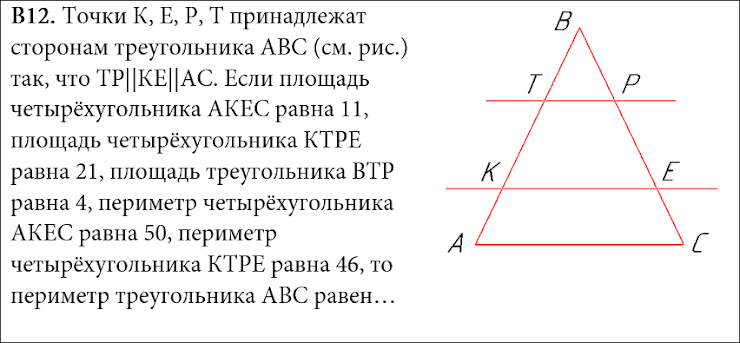 В12. Точки К, Е, Р, Т принадлежат
сторонам треугольника АВС (см. рис.)
так, что ТР||КЕ||АС. Если площадь
четырёхугольника АКЕС равна 11,
площадь четырёхугольника КТРЕ
равна 21, площадь треугольника ВТР
равна 4, периметр четырёхугольника
АКЕС равна 50, периметр
четырёхугольника КТРЕ равна 46, то
периметр треугольника АВС равен…
B
T
P
K
E
A
C